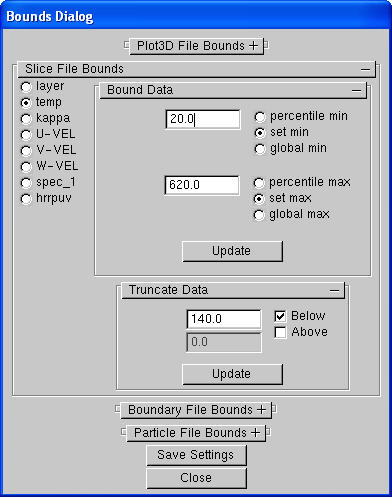 Bounds Dialog
Plot3D File Bounds +
Slice File Bounds –
layer
temp
kappa
U-VEL
V-VEL
W-VEL
spec_1
hrrpuv
Bound Data –
20.0
percentile min
set min
global min
620.0
percentile max
set max
global max
Update
Truncate Data –
140.0
Below
0.0
Above
Update
Boundary File Bounds +
Particle File Bounds +
Save Settings
Close